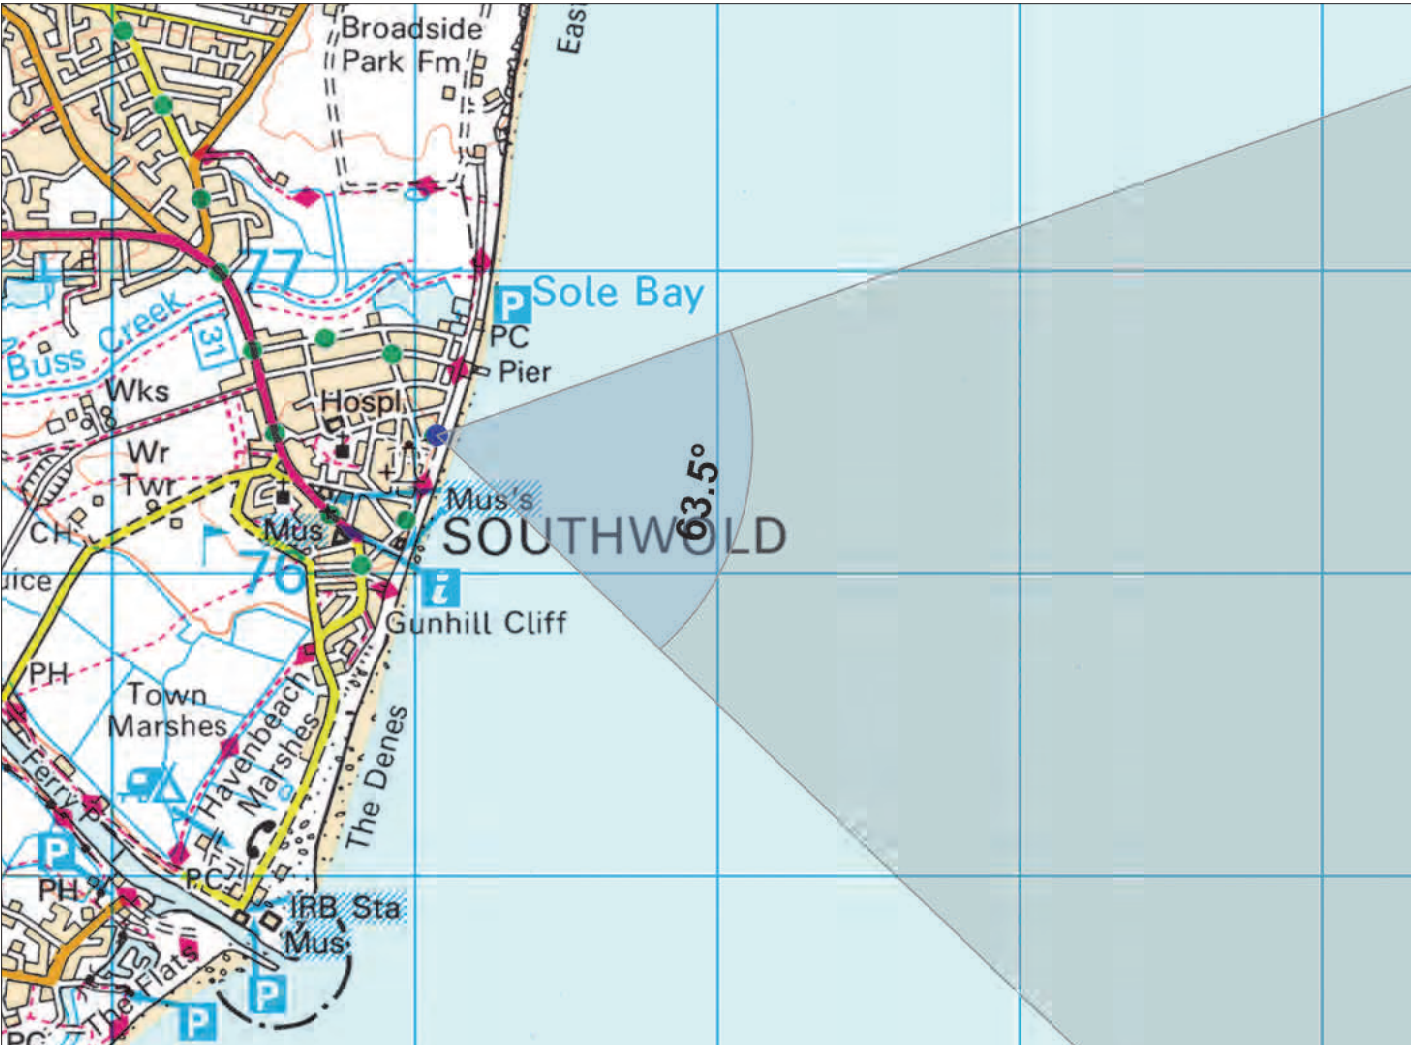 Broadside
Park Fm
East
77
Sole Bay
P
PC
Pier
Buss Creek
31
Wks
Hospl
Wr
Twr
63.5°
Mus's
CH
Mus
SOUTHWOLD
76
i
uice
Gunhill Cliff
PH
Town
Marshes
Havenbeach
Marshes
The Denes
Ferry P
P
PC
PH
IRB Sta
Mus
The Flats
P
P
PC